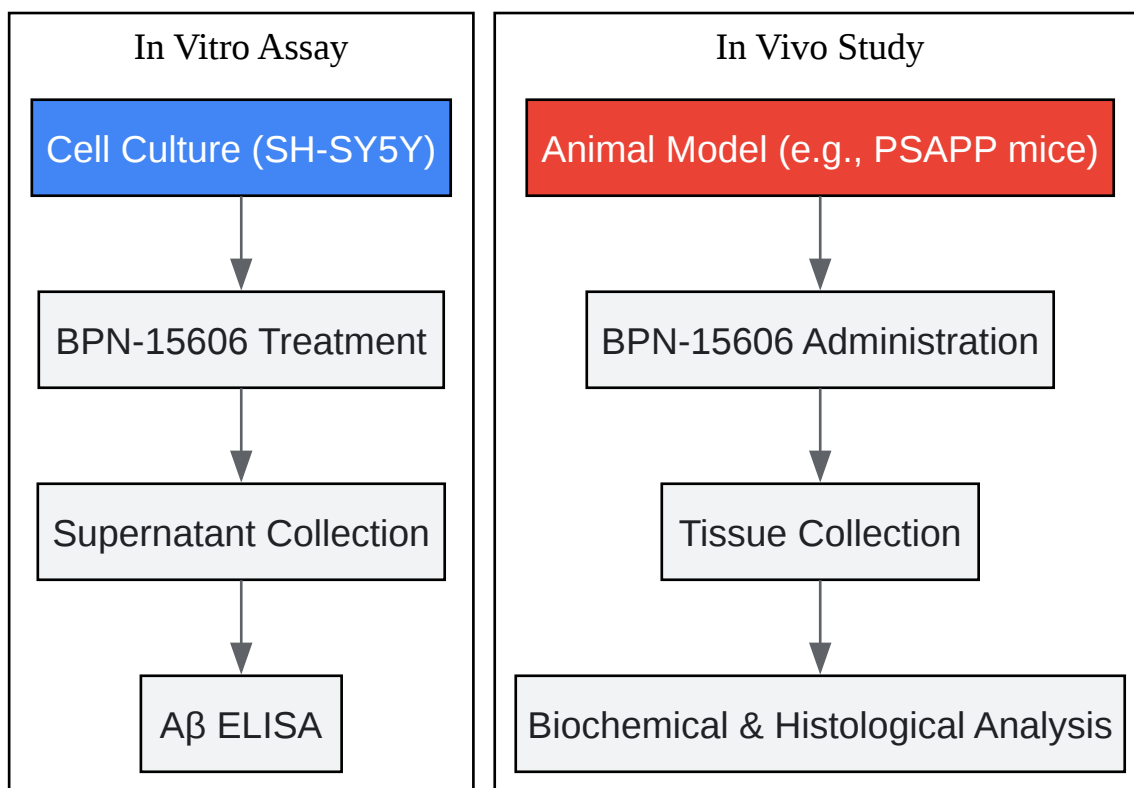 In Vitro Assay
Cell Culture (SH-SY5Y)
BPN-15606 Treatment
Supernatant Collection
Aβ ELISA
In Vivo Study
Animal Model (e.g., PSAPP mice)
BPN-15606 Administration
Tissue Collection
Biochemical & Histological Analysis